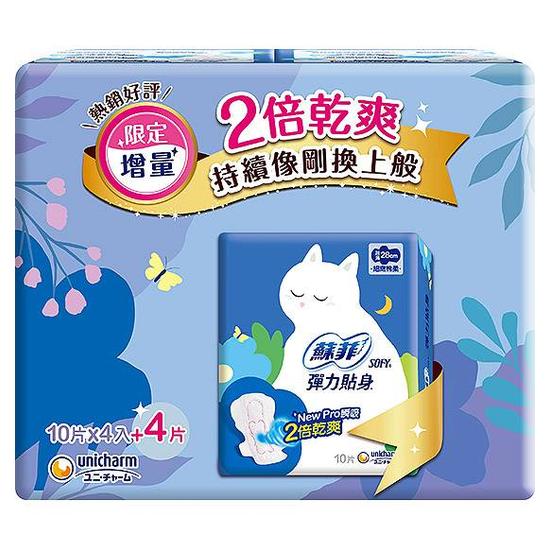 熱銷好評
限定
增量
2倍乾爽
持續像剛換上般
28cm
超薄棉柔
蘇菲
SOFY
彈力貼身
New Pro瞬吸
2倍乾爽
10片
10片x4入+4片
unicharm
ユニ・チャーム